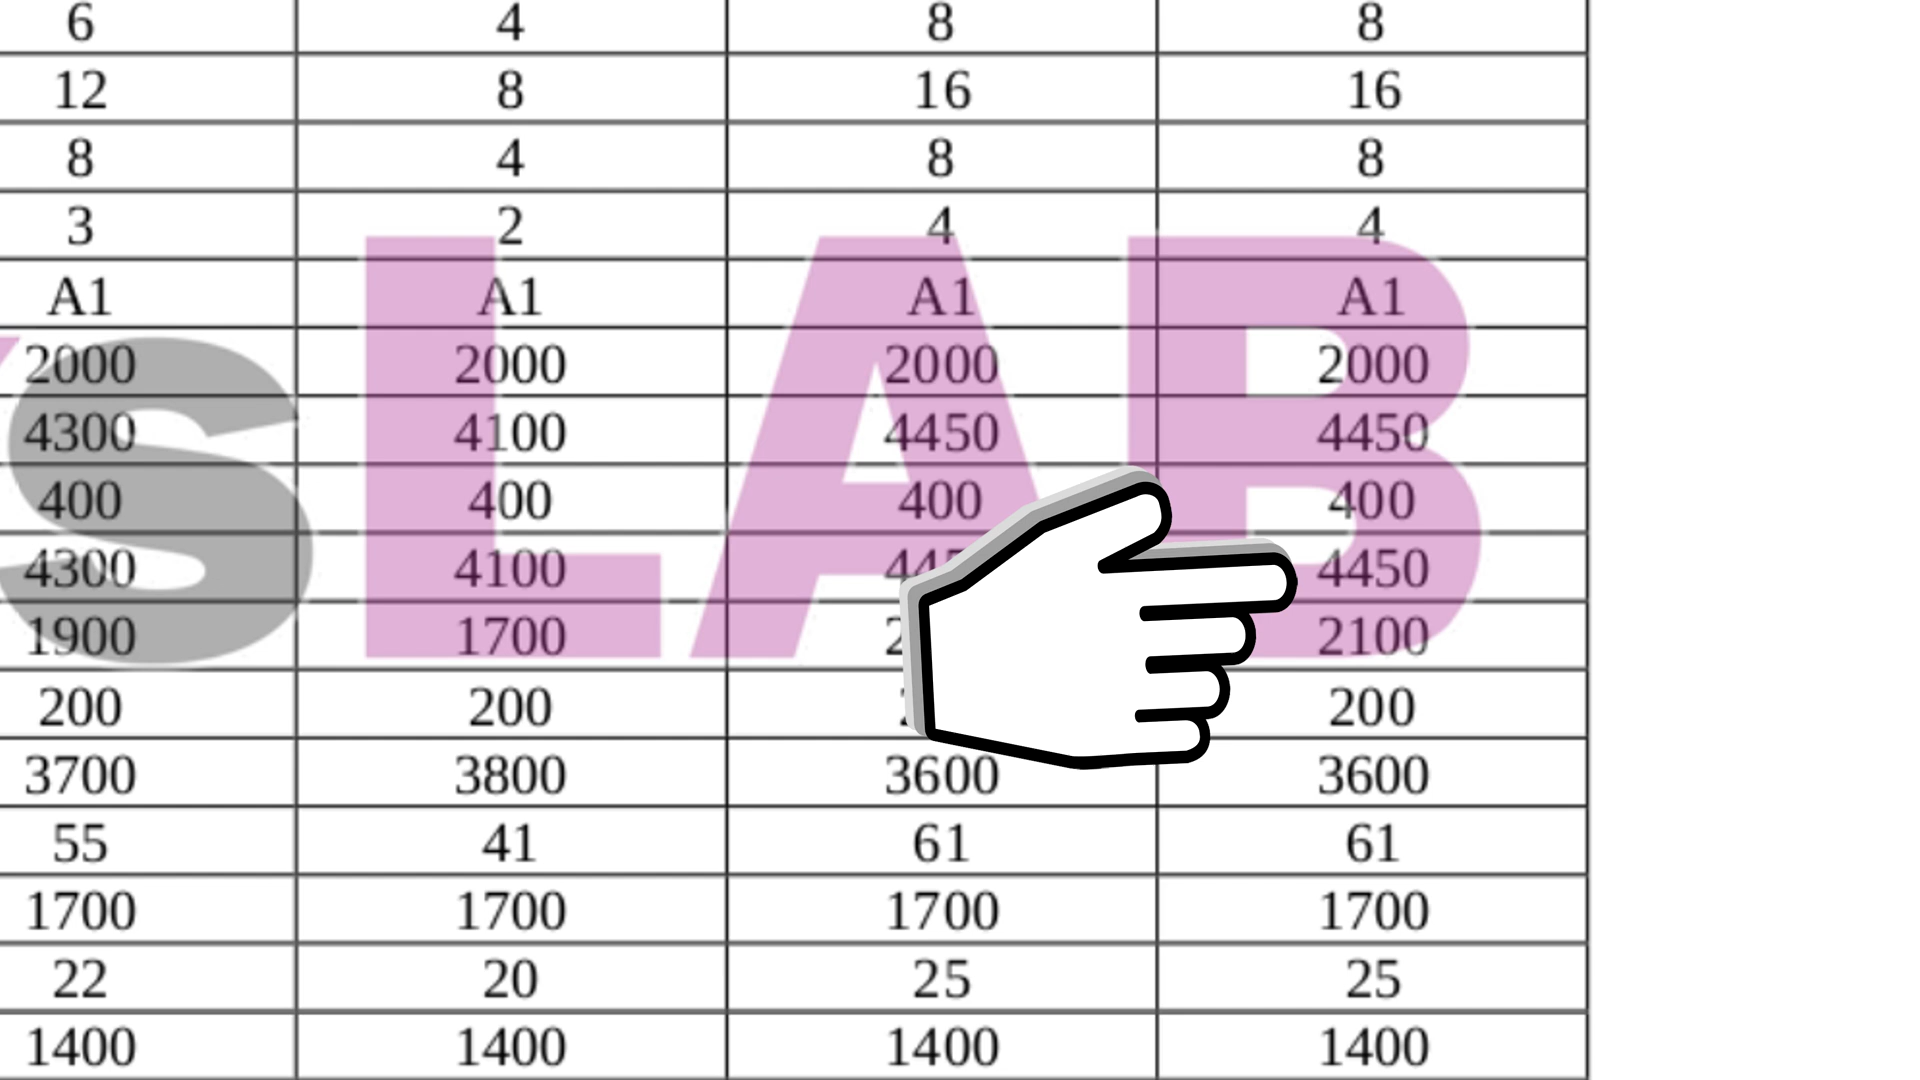 6 4 8 8
12 8 16 16
8 4 8 8
3 2 4 4
A1 A1 A1 A1
2000 2000 2000 2000
4300 4100 4450 4450
400 400 400 400
4300 4100 4450
1900 1700 2100
200 200 200
3700 3800 3600 3600
55 41 61 61
1700 1700 1700 1700
22 20 25 25
1400 1400 1400 1400
sLAB